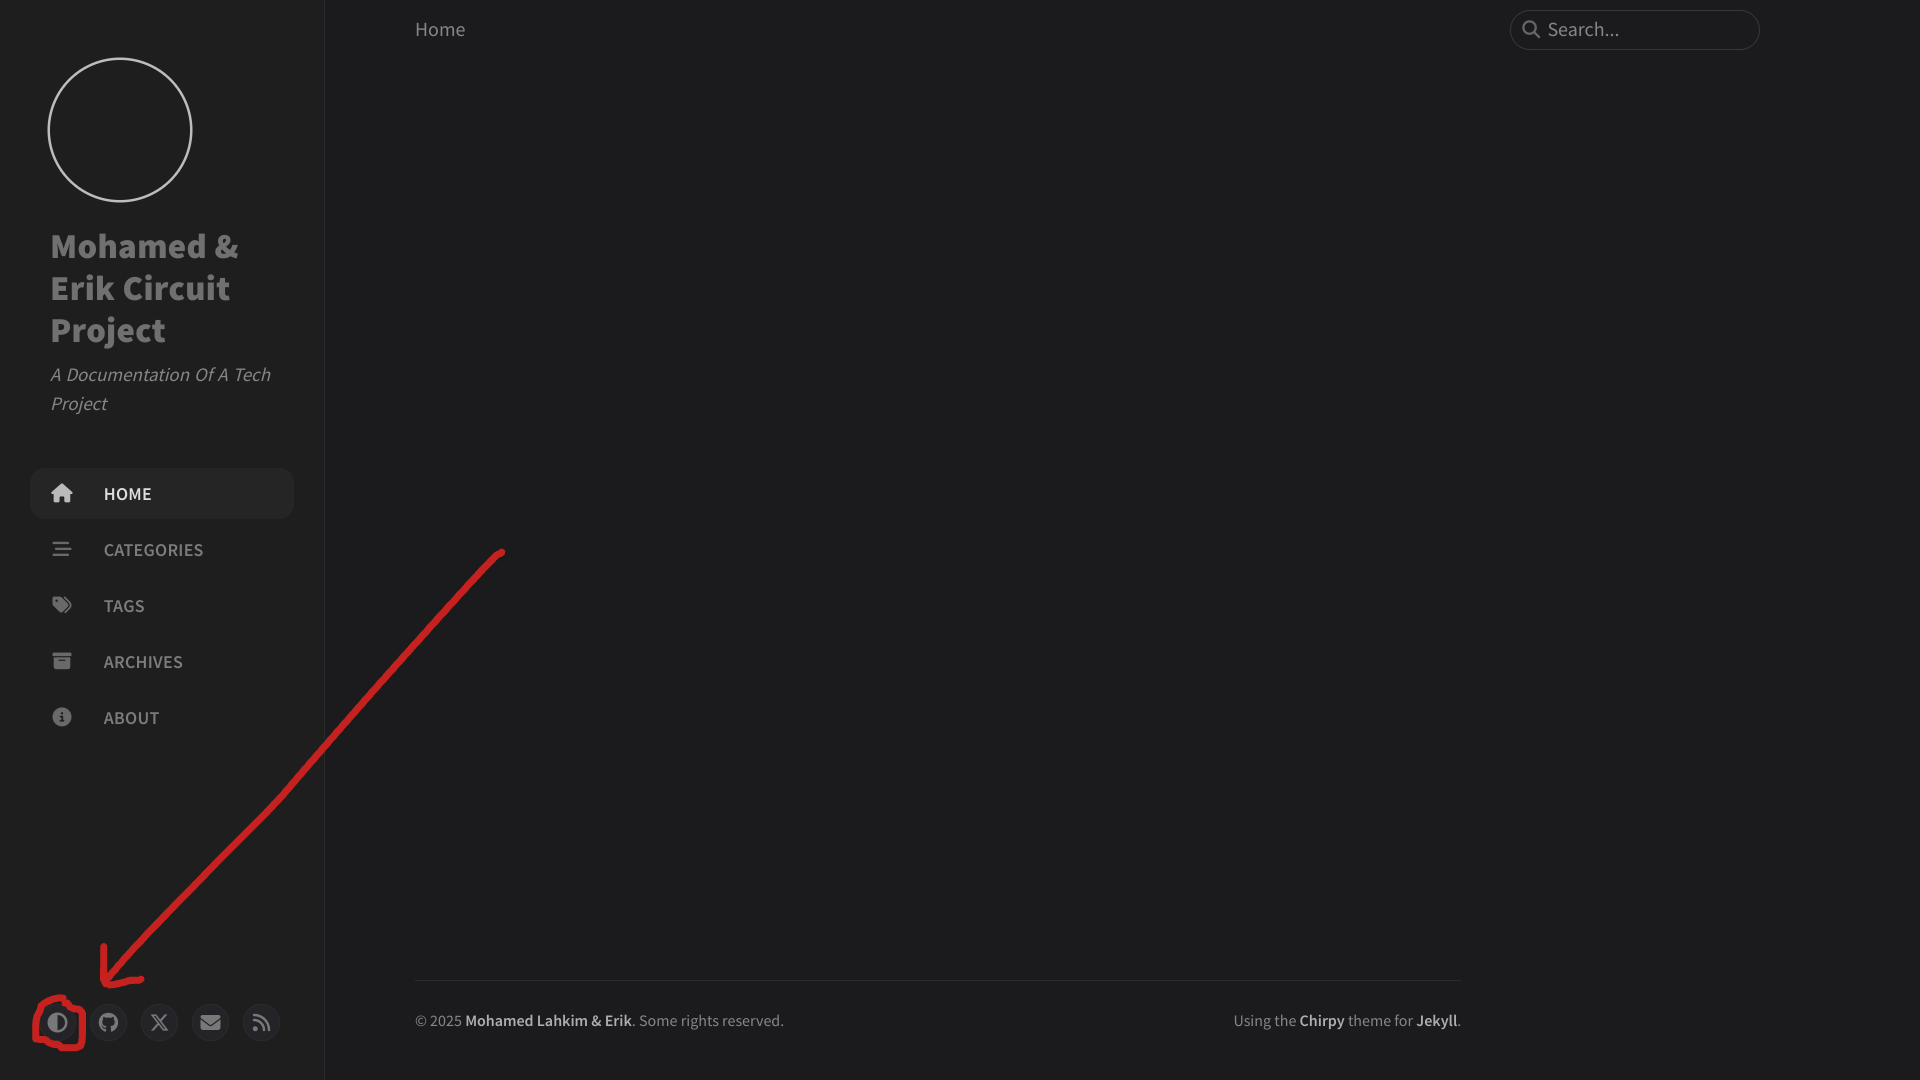 Home
Search...
Mohamed &
Erik Circuit
Project
A Documentation Of A Tech
Project
HOME
CATEGORIES
TAGS
ARCHIVES
ABOUT
© 2025 Mohamed Lahkim & Erik. Some rights reserved.
Using the Chirpy theme for Jekyll.